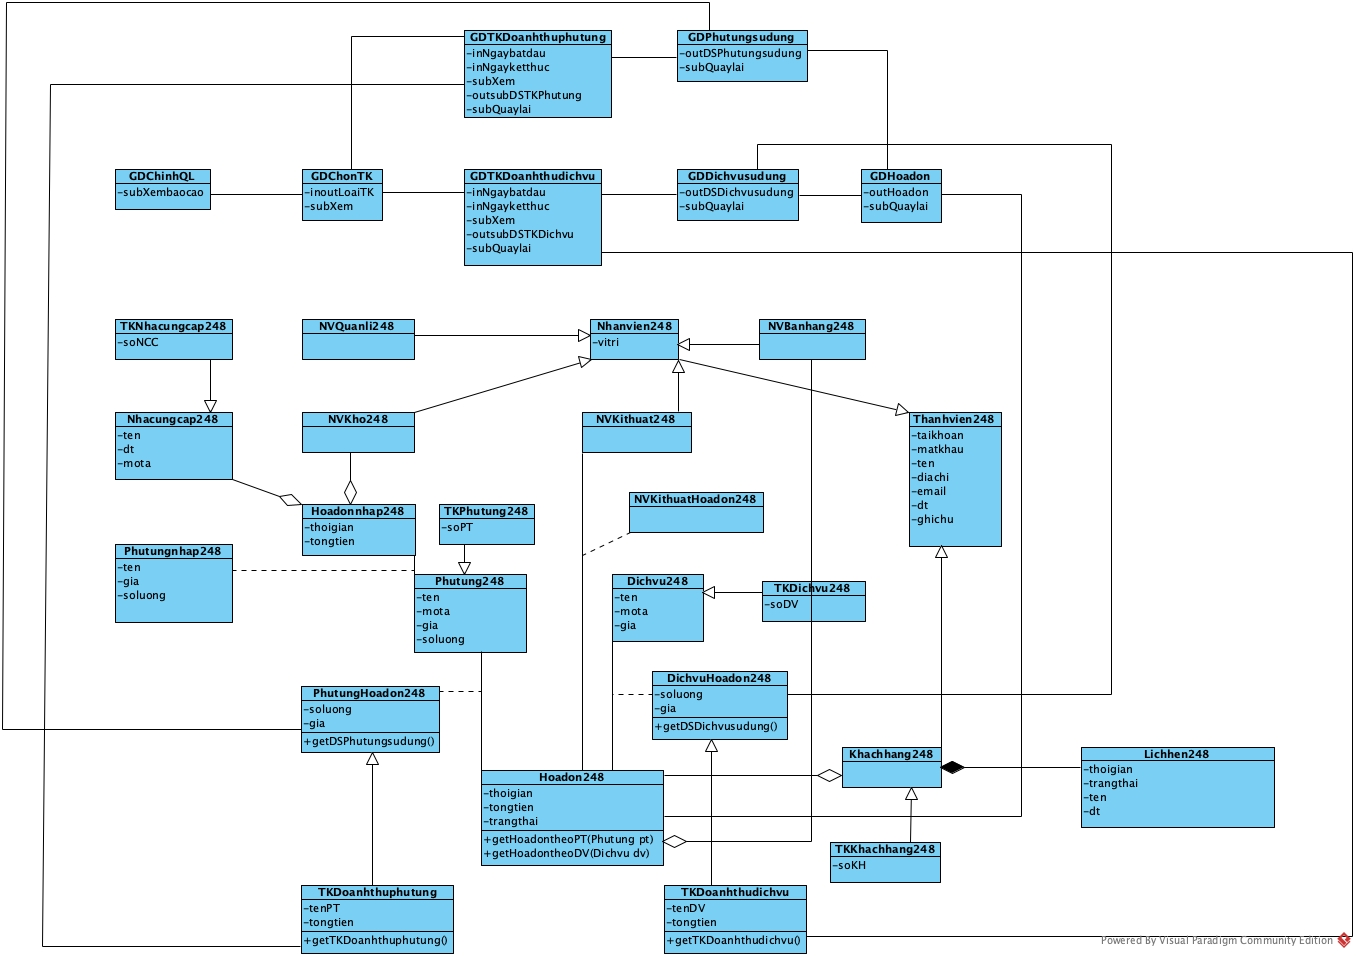 GDTKDoanhthuphutung
-inNgaybatdau
-inNgayketthuc
-subXem
-outsubDSTKPhutung
-subQuaylai
GDPhutungsudung
-outDSPhutungsudung
-subQuaylai
GDChinhQL
-subXembaocao
GDChonTK
-inoutLoaiTK
-subXem
GDTKDoanhthudichvu
-inNgaybatdau
-inNgayketthuc
-subXem
-outsubDSTKDichvu
-subQuaylai
GDDichvusudung
-outDSDichvusudung
-subQuaylai
GDHoadon
-outHoadon
-subQuaylai
TKNhacungcap248
-soNCC
NVQuanli248
Nhanvien248
-vitri
NVBanhang248
Nhacungcap248
-ten
-dt
-mota
NVKho248
NVKithuat248
Thanhvien248
-taikhoan
-matkhau
-ten
-diachi
-email
-dt
-ghichu
Hoadonnhap248
-thoigian
-tongtien
TKPhutung248
-soPT
NVKithuatHoadon248
Phutungnhap248
-ten
-gia
-soluong
Phutung248
-ten
-mota
-gia
-soluong
Dichvu248
-ten
-mota
-gia
TKDichvu248
-soDV
PhutungHoadon248
-soluong
-gia
+getDSPhutungsudung()
DichvuHoadon248
-soluong
-gia
+getDSDichvusudung()
Hoadon248
-thoigian
-tongtien
-trangthai
+getHoadontheoPT(Phutung pt)
+getHoadontheoDV(Dichvu dv)
Khachhang248
Lichhen248
-thoigian
-trangthai
-ten
-dt
TKKhachhang248
-soKH
TKDoanhthuphutung
-tenPT
-tongtien
+getTKDoanhthuphutung()
TKDoanhthudichvu
-tenDV
-tongtien
+getTKDoanhthudichvu()
Powered By Visual Paradigm Community Edition